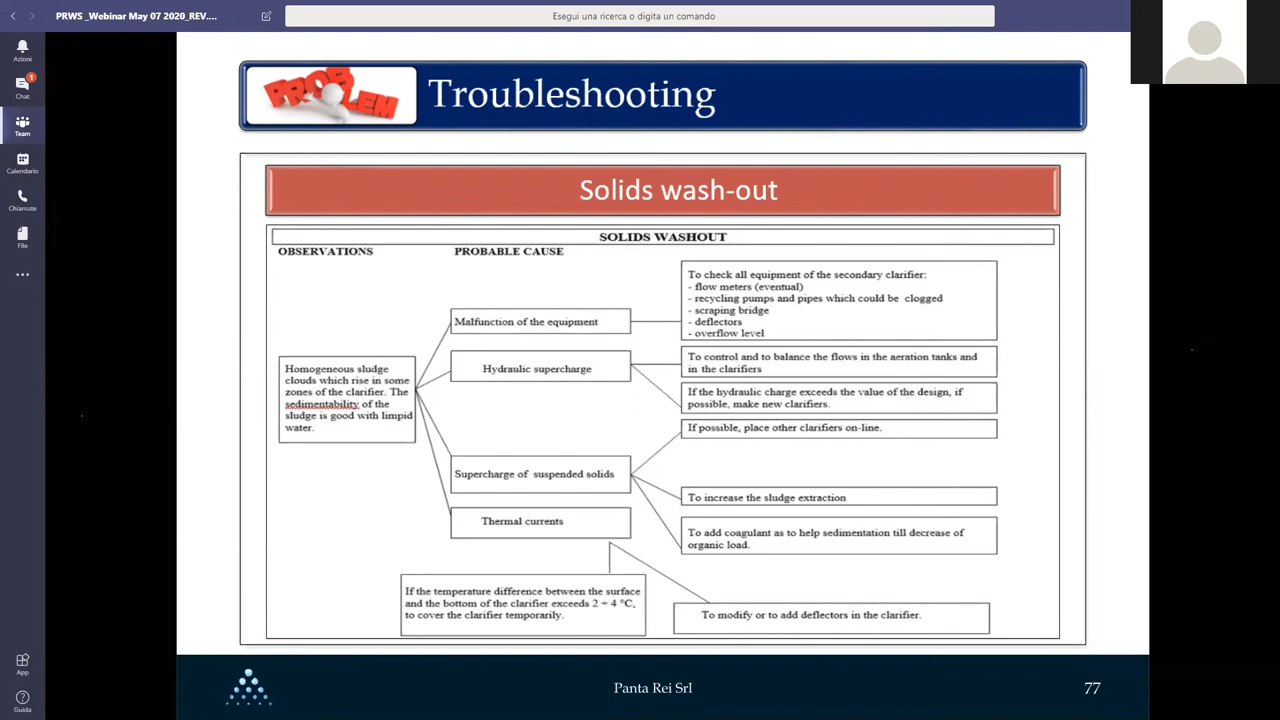 PRWS _Webinar May 07 2020_REV....
Esegui una ricerca o digita un comando
Azioni
1
Chat
Team
Calendario
Chiamate
File
App
Guida
PROBLEM
Troubleshooting
Solids wash-out
SOLIDS WASHOUT
OBSERVATIONS
PROBABLE CAUSE
Homogeneous sludge
clouds which rise in some
zones of the clarifier. The
sedimentability of the
sludge is good with limpid
water.
Malfunction of the equipment
To check all equipment of the secondary clarifier:
- flow meters (eventual)
- recycling pumps and pipes which could be clogged
- scraping bridge
- deflectors
- overflow level
Hydraulic supercharge
To control and to balance the flows in the aeration tanks and
in the clarifiers
If the hydraulic charge exceeds the value of the design, if
possible, make new clarifiers.
Supercharge of suspended solids
If possible, place other clarifiers on-line.
To increase the sludge extraction
To add coagulant as to help sedimentation till decrease of
organic load.
Thermal currents
If the temperature difference between the surface
and the bottom of the clarifier exceeds 2 ÷ 4 °C,
to cover the clarifier temporarily.
To modify or to add deflectors in the clarifier.
Panta Rei Srl
77